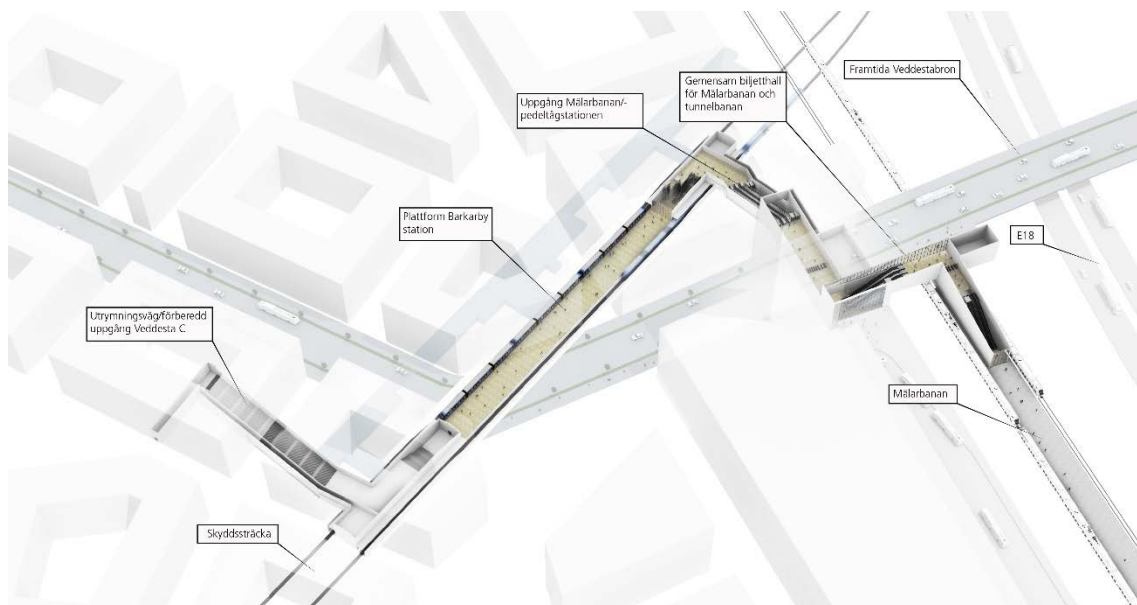 Gemensam biljetthall
för Mälarbanan och
tunnelbanan
Framtida Veddestabron
Uppgång Mälarbanan/-
pedeltågstationen
Plattform Barkarby
station
E18
Utrymningsväg/förberedd
uppgång Veddesta C
Mälarbanan
Skyddssträcka